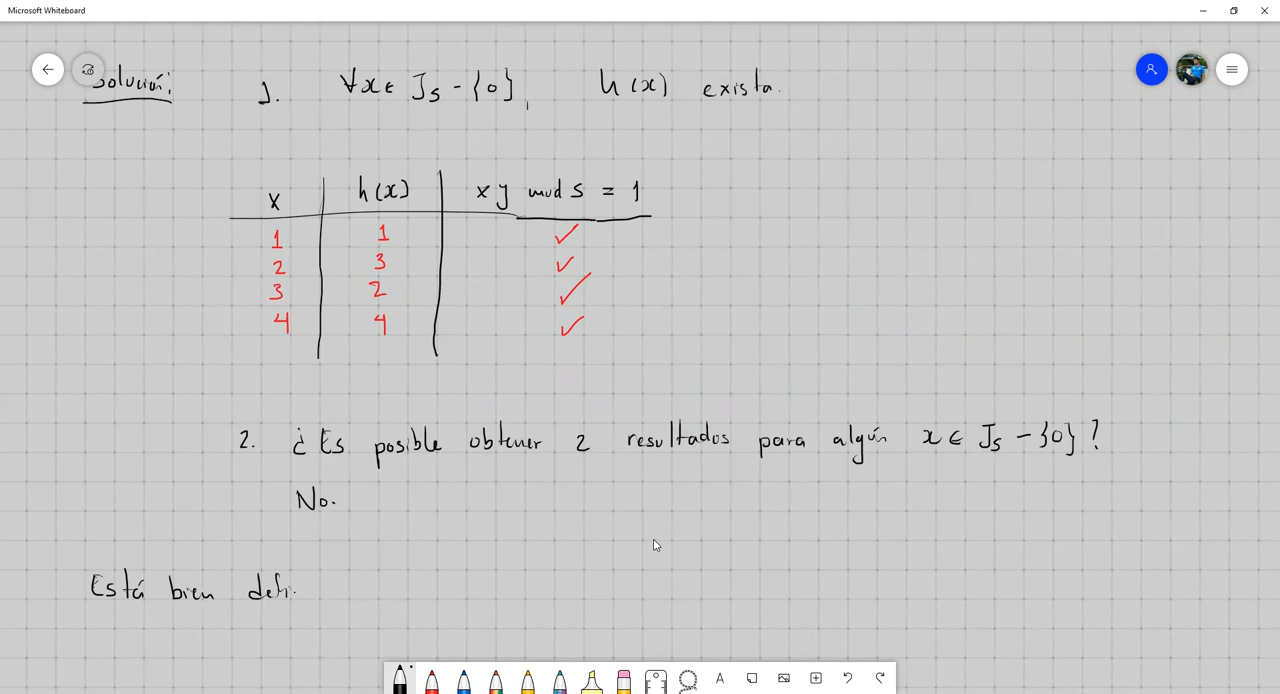 Microsoft Whiteboard
Solución:
1. ∀x∈ J5 - {0}, h(x) exista.
x h(x) x y mod 5 = 1
1 1 ✓
2 3 ✓
3 2 ✓
4 4 ✓
2. ¿Es posible obtener 2 resultados para algún x ∈ J5 - {0}?
No.
Está bien defi.